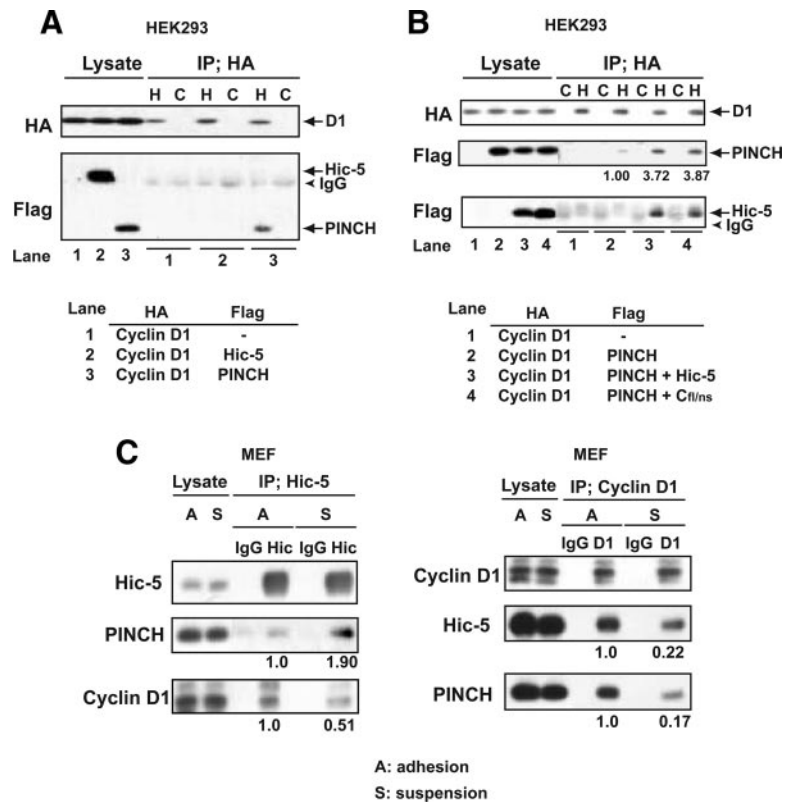 A
HEK293
Lysate IP; HA
H C H C H C
HA D1
Flag Hic-5
IgG
PINCH
Lane 1 2 3 1 2 3
Lane HA Flag
1 Cyclin D1 -
2 Cyclin D1 Hic-5
3 Cyclin D1 PINCH
B
HEK293
Lysate IP; HA
C H C H C H C H
HA D1
Flag PINCH
1.00 3.72 3.87
Flag Hic-5
IgG
Lane 1 2 3 4 1 2 3 4
Lane HA Flag
1 Cyclin D1 -
2 Cyclin D1 PINCH
3 Cyclin D1 PINCH + Hic-5
4 Cyclin D1 PINCH + Cfl/ns
C
MEF
Lysate IP; Hic-5
A S A S
IgG Hic IgG Hic
Hic-5
PINCH
1.0 1.90
Cyclin D1
1.0 0.51
MEF
Lysate IP; Cyclin D1
A S A S
IgG D1 IgG D1
Cyclin D1
Hic-5
1.0 0.22
PINCH
1.0 0.17
A: adhesion
S: suspension